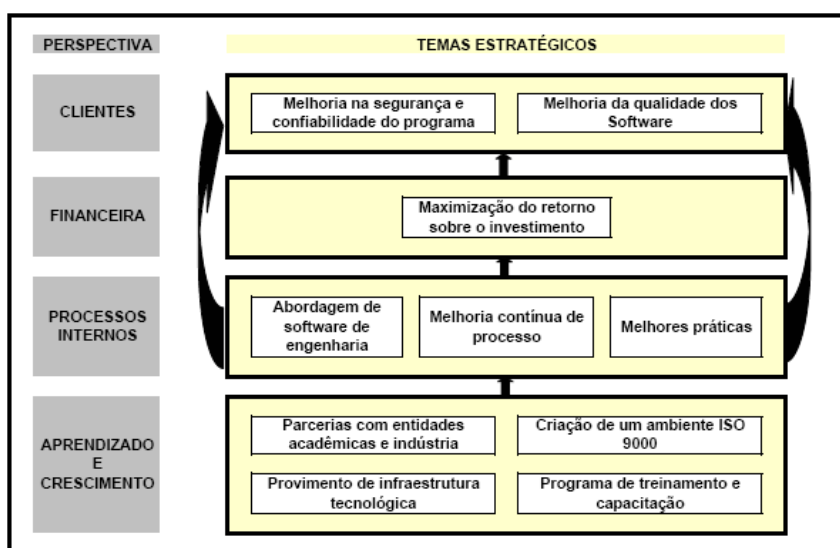 PERSPECTIVA
TEMAS ESTRATÉGICOS
CLIENTES
Melhoria na segurança e
confiabilidade do programa
Melhoria da qualidade dos
Software
FINANCEIRA
Maximização do retorno
sobre o investimento
PROCESSOS
INTERNOS
Abordagem de
software de
engenharia
Melhoria contínua de
processo
Melhores práticas
APRENDIZADO
E
CRESCIMENTO
Parcerias com entidades
acadêmicas e indústria
Criação de um ambiente ISO
9000
Provimento de infraestrutura
tecnológica
Programa de treinamento e
capacitação